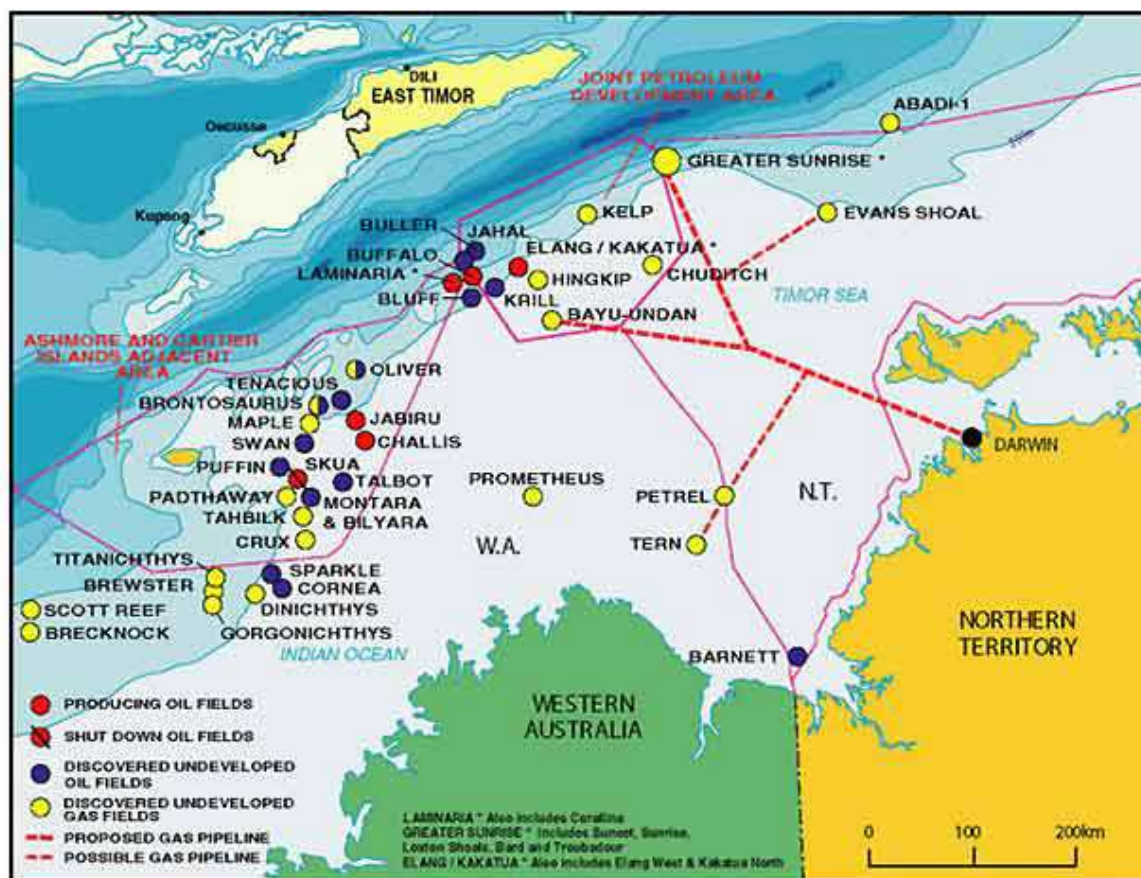 DILI
EAST TIMOR
Oecusse
Kupang
JOINT PETROLEUM
DEVELOPMENT AREA
ABADI-1
GREATER SUNRISE *
KELP
EVANS SHOAL
BULLER
JAHAL
BUFFALO
ELANG / KAKATUA *
LAMINARIA *
HINGKIP
CHUDITCH
BLUFF
KRILL
BAYU-UNDAN
TIMOR SEA
ASHMORE AND CARTIER
ISLANDS ADJACENT
AREA
OLIVER
TENACIOUS
BRONTOSAURUS
MAPLE
JABIRU
SWAN
CHALLIS
DARWIN
PUFFIN
SKUA
TALBOT
PROMETHEUS
PETREL
N.T.
PADTHAWAY
MONTARA
& BILYARA
TAHBILK
CRUX
W.A.
TERN
TITANICHTHYS
SPARKLE
BREWSTER
CORNEA
SCOTT REEF
DINICHTHYS
BRECKNOCK
GORGONICHTHYS
INDIAN OCEAN
BARNETT
NORTHERN
TERRITORY
WESTERN
AUSTRALIA
PRODUCING OIL FIELDS
SHUT DOWN OIL FIELDS
DISCOVERED UNDEVELOPED
OIL FIELDS
DISCOVERED UNDEVELOPED
GAS FIELDS
PROPOSED GAS PIPELINE
POSSIBLE GAS PIPELINE
LAMINARIA * Also includes Corallina
GREATER SUNRISE * Includes Sunset, Sunrise,
Loxton Shoals, Bard and Troubadour
ELANG / KAKATUA * Also includes Elang West & Kakatua North
0 100 200km